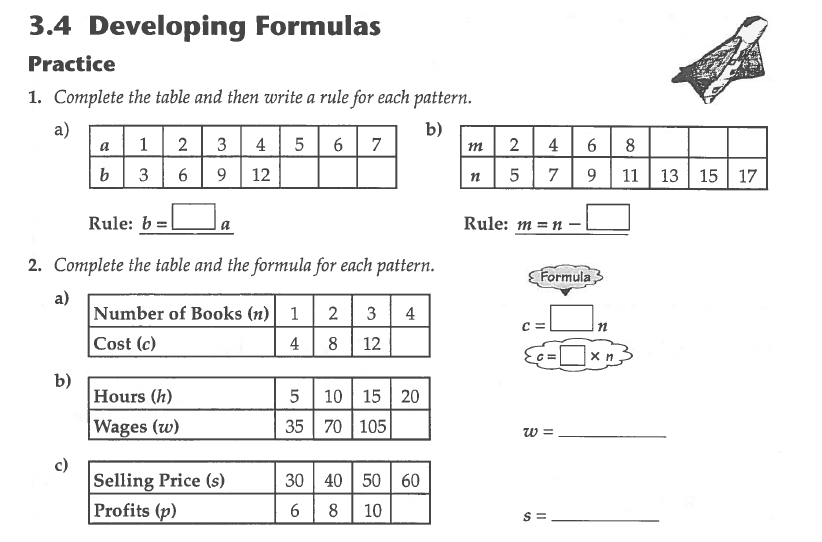 3.4 Developing Formulas
Practice
1. Complete the table and then write a rule for each pattern.
a)
a 1 2 3 4 5 6 7
b 3 6 9 12
Rule: b = a
b)
m 2 4 6 8
n 5 7 9 11 13 15 17
Rule: m = n −
2. Complete the table and the formula for each pattern.
Formula
a)
Number of Books (n) 1 2 3 4
Cost (c) 4 8 12
c = n
c = × n
b)
Hours (h) 5 10 15 20
Wages (w) 35 70 105
w =
c)
Selling Price (s) 30 40 50 60
Profits (p) 6 8 10
s =